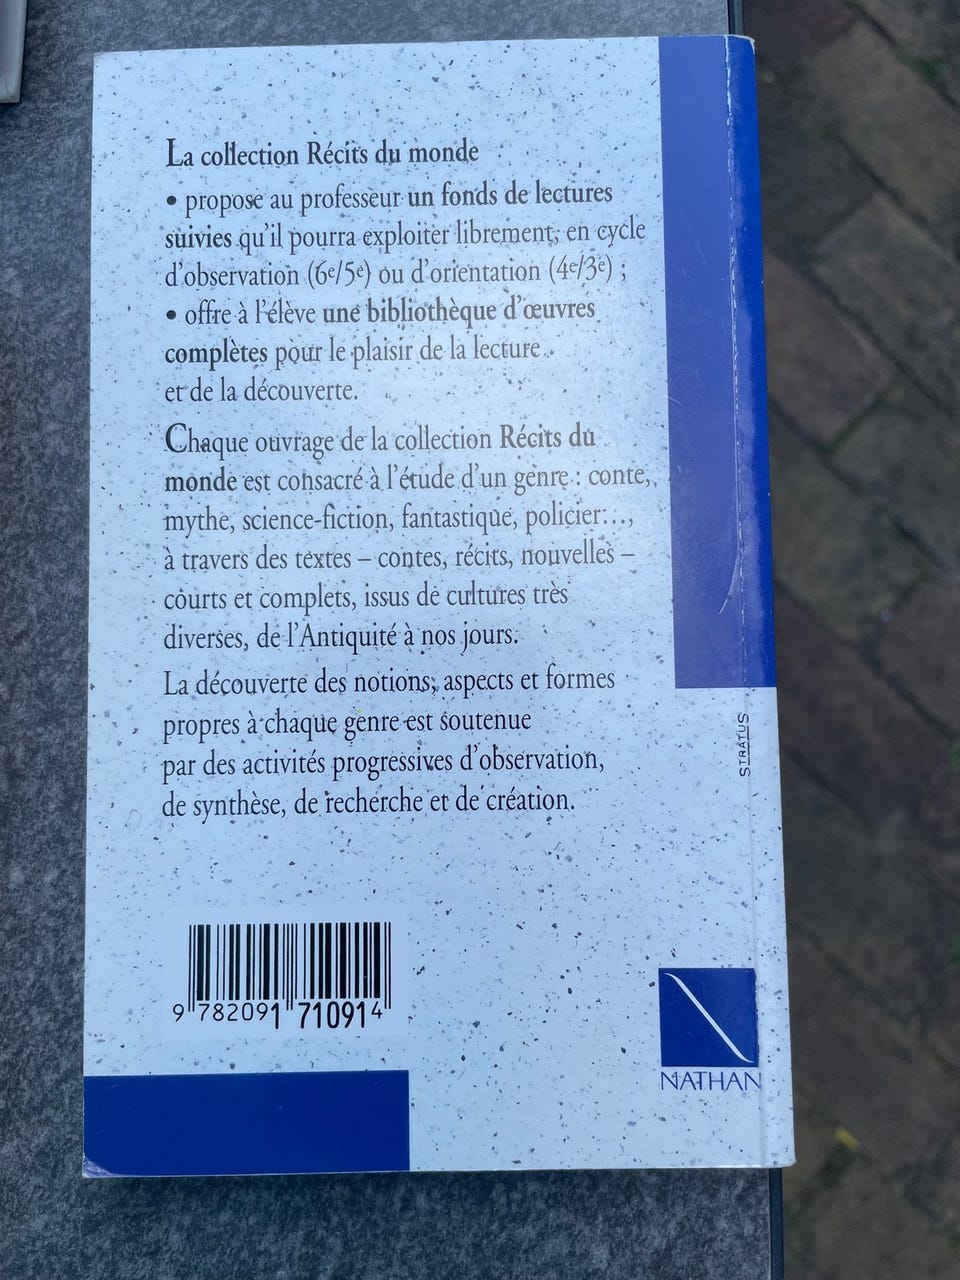 La collection Récits du monde
• propose au professeur un fonds de lectures
suivies qu'il pourra exploiter librement, en cycle
d'observation (6e/5e) ou d'orientation (4e/3e) ;
• offre à l'élève une bibliothèque d'œuvres
complètes pour le plaisir de la lecture
et de la découverte.
Chaque ouvrage de la collection Récits du
monde est consacré à l'étude d'un genre : conte,
mythe, science-fiction, fantastique, policier...,
à travers des textes – contes, récits, nouvelles –
courts et complets, issus de cultures très
diverses, de l'Antiquité à nos jours.
La découverte des notions, aspects et formes
propres à chaque genre est soutenue
par des activités progressives d'observation,
de synthèse, de recherche et de création.
STRATUS
9 782091 710914
NATHAN